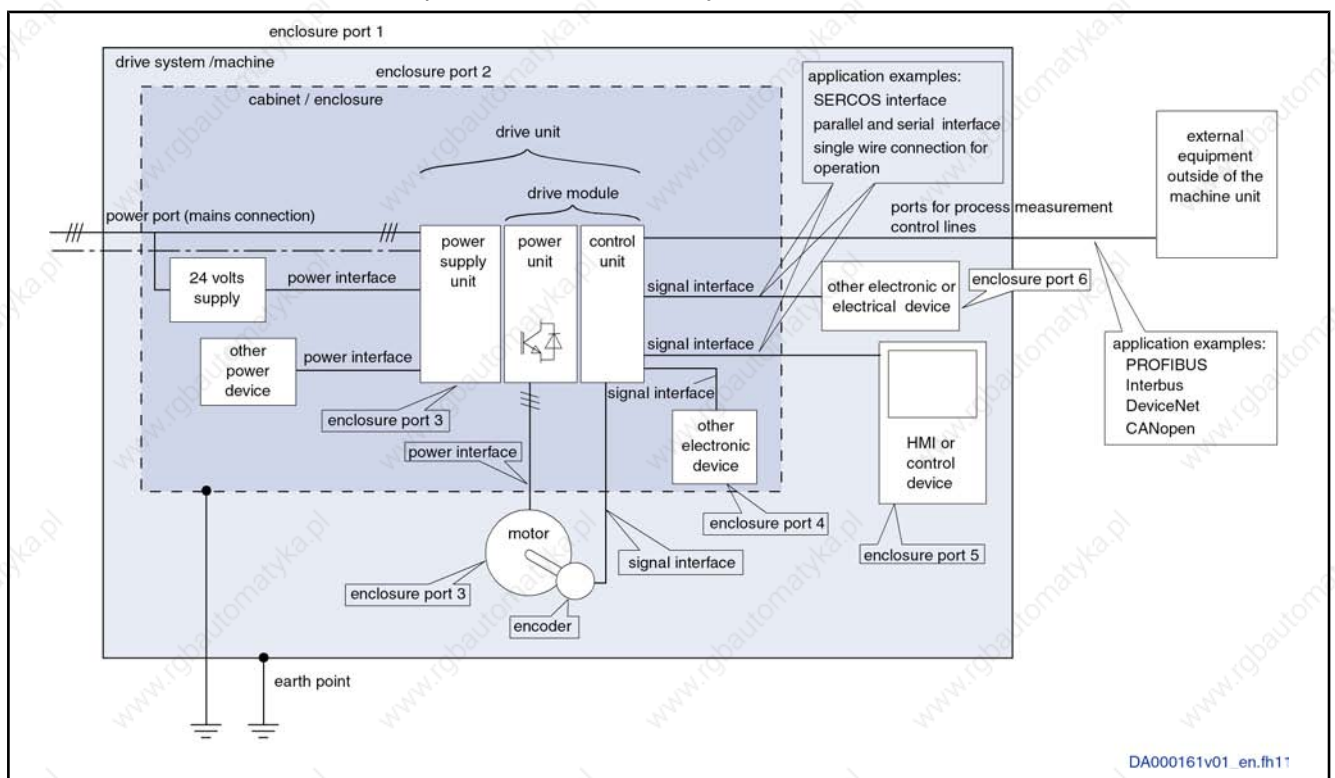 enclosure port 1
drive system /machine
enclosure port 2
cabinet / enclosure
drive unit
drive module
application examples:
SERCOS interface
parallel and serial interface
single wire connection for
operation
external
equipment
outside of the
machine unit
power port (mains connection)
ports for process measurement
control lines
power
supply
unit
power
unit
control
unit
24 volts
supply
power interface
signal interface
other electronic or
electrical device
enclosure port 6
other
power
device
power interface
signal interface
application examples:
PROFIBUS
Interbus
DeviceNet
CANopen
enclosure port 3
signal interface
other
electronic
device
HMI or
control
device
power interface
enclosure port 4
enclosure port 5
motor
signal interface
enclosure port 3
encoder
earth point
DA000161v01_en.fh11
www.rgbautomatyka.pl